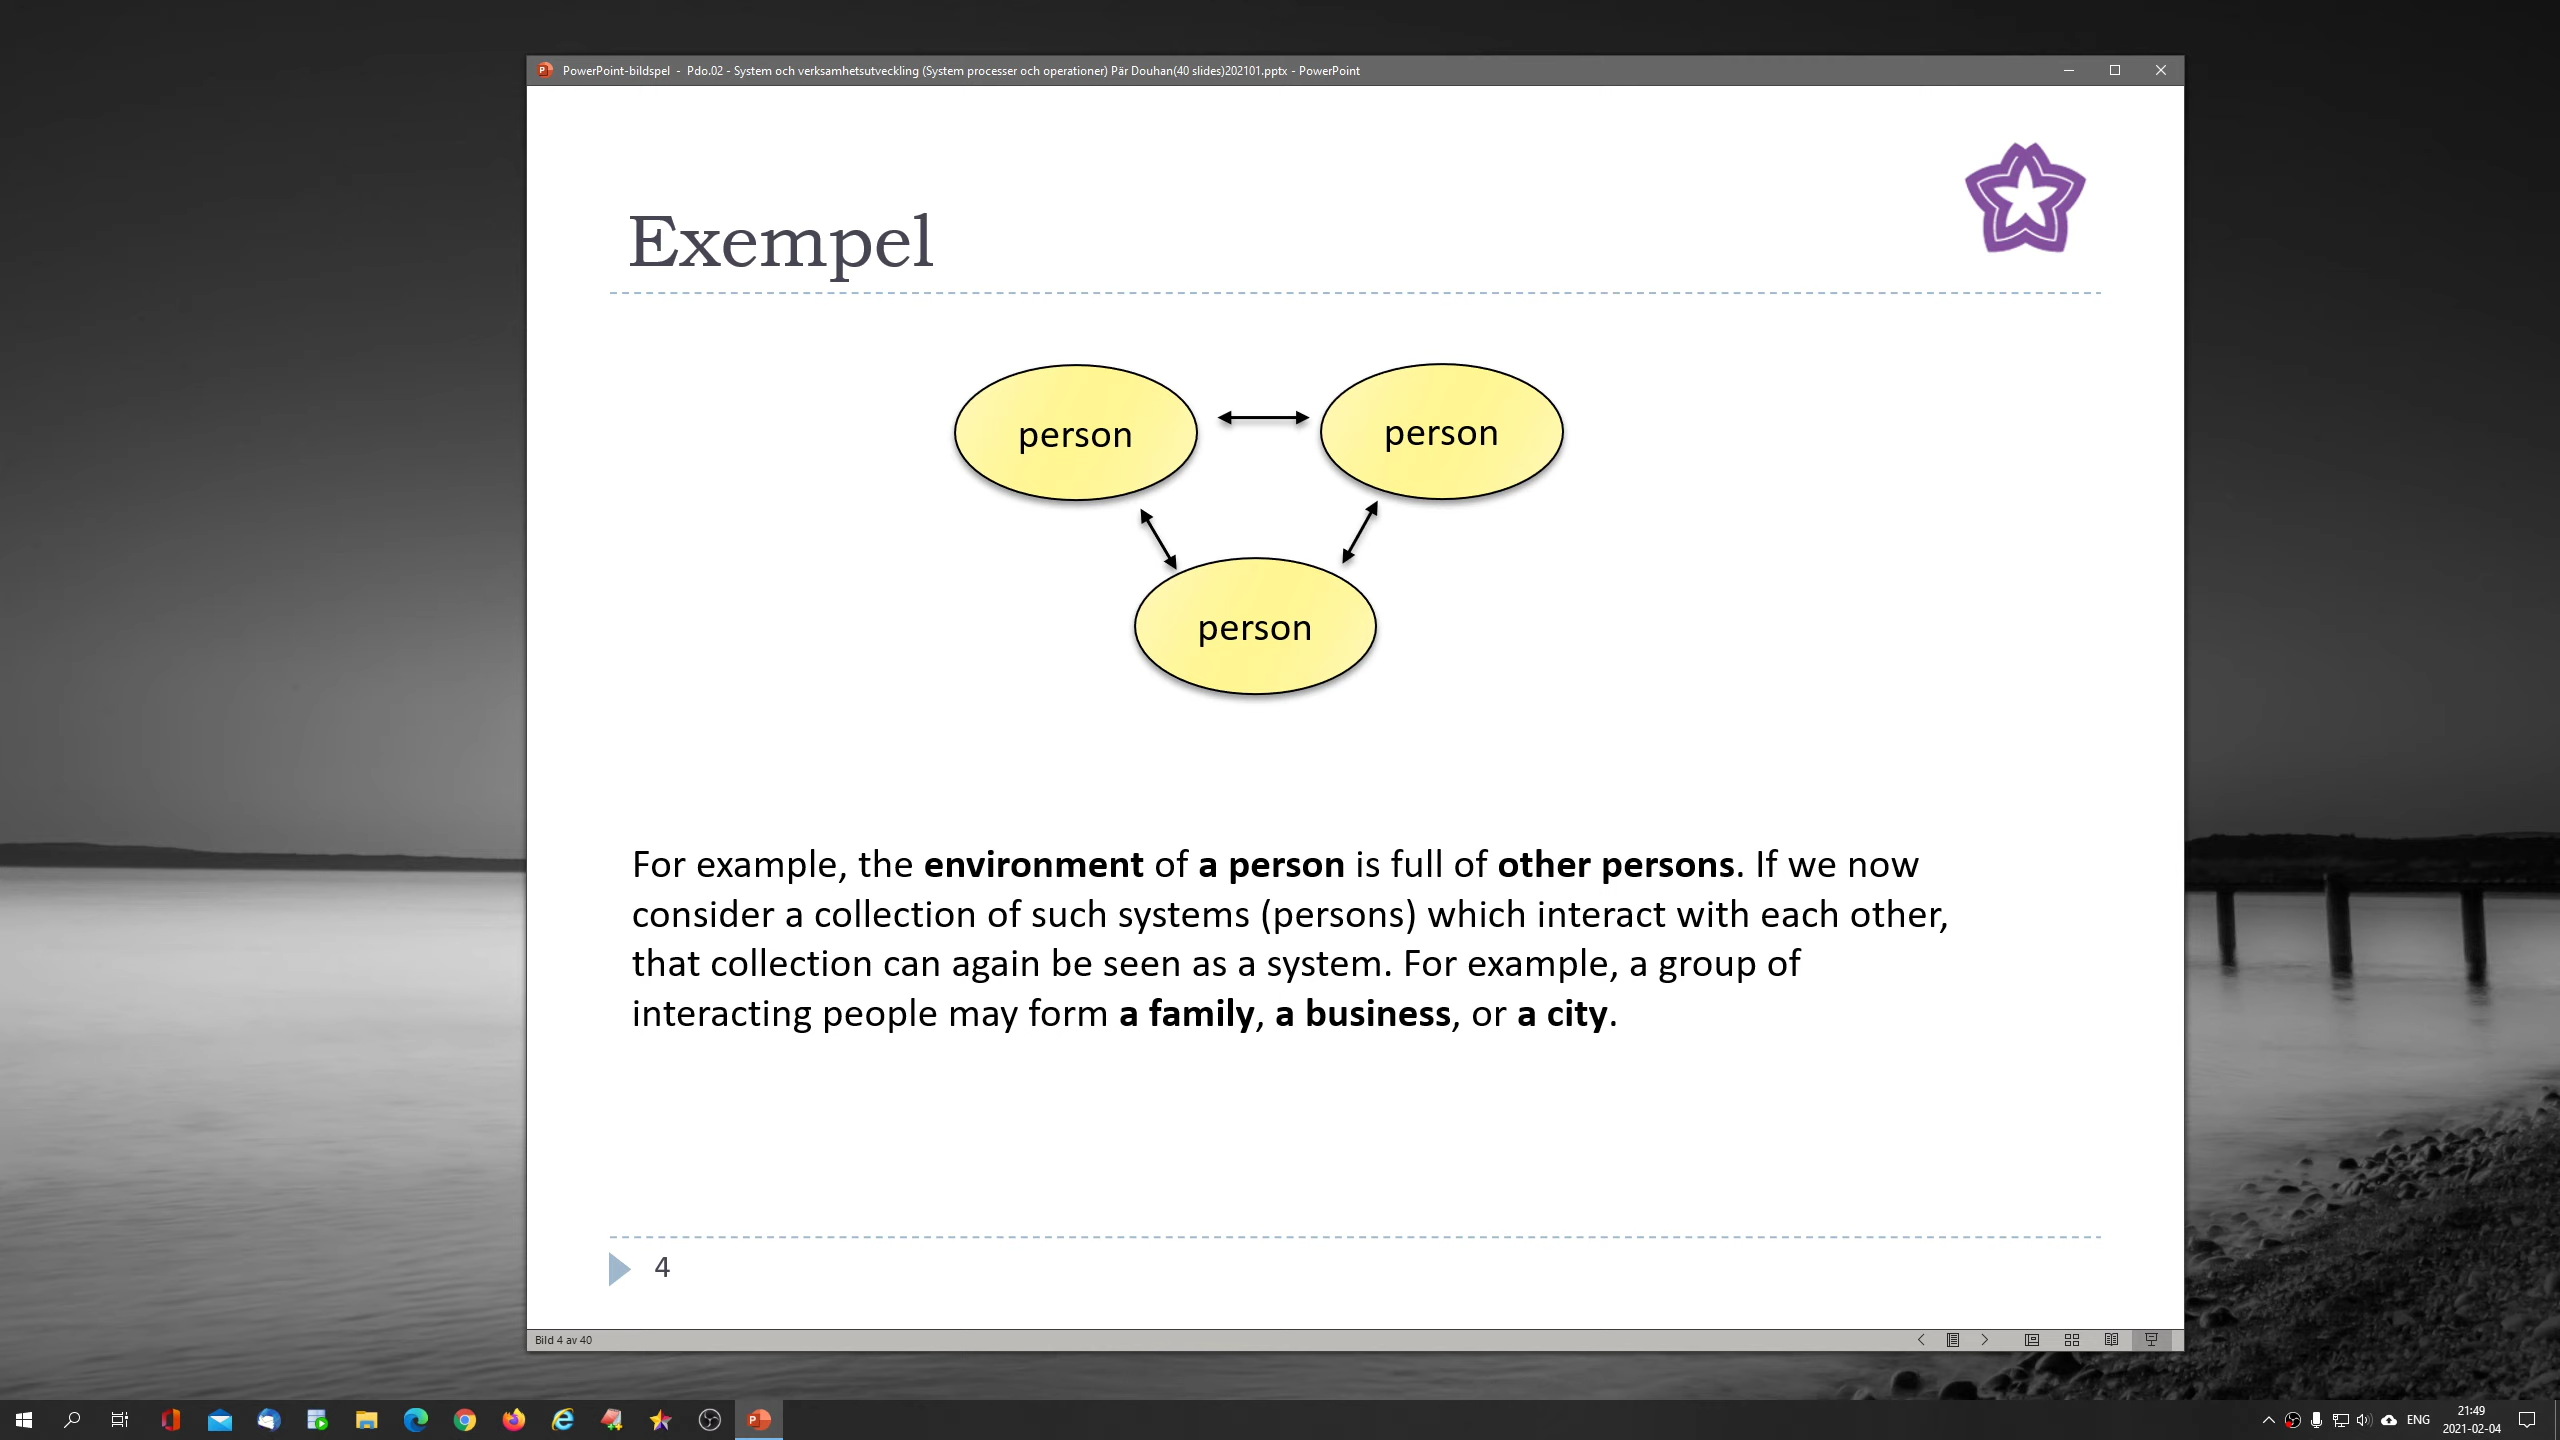 PowerPoint-bildspel - Pdo.02 - System och verksamhetsutveckling (System processer och operationer) Pär Douhan(40 slides)202101.pptx - PowerPoint
Exempel
person
person
person
For example, the environment of a person is full of other persons. If we now
consider a collection of such systems (persons) which interact with each other,
that collection can again be seen as a system. For example, a group of
interacting people may form a family, a business, or a city.
4
Bild 4 av 40
ENG
21:49
2021-02-04